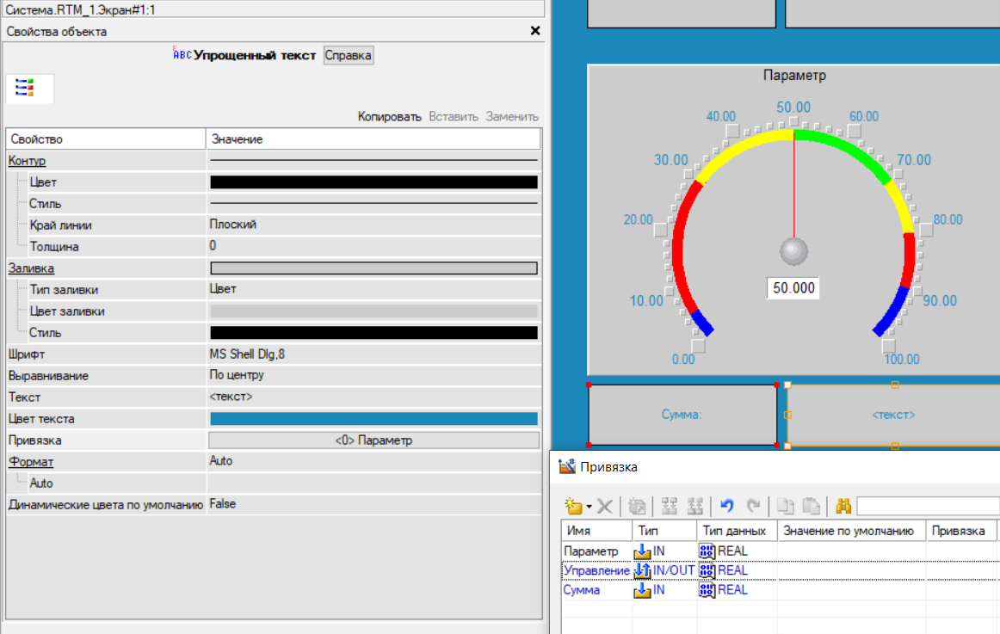 Система.RTM_1.Экран#1:1
Свойства объекта
ABC Упрощенный текст Справка
Копировать Вставить Заменить
Свойство Значение
Контур
Цвет
Стиль
Край линии Плоский
Толщина 0
Заливка
Тип заливки Цвет
Цвет заливки
Стиль
Шрифт MS Shell Dlg,8
Выравнивание По центру
Текст <текст>
Цвет текста
Привязка <0> Параметр
Формат Auto
Auto
Динамические цвета по умолчанию False
Параметр
50.00
40.00 60.00
30.00 70.00
20.00 80.00
50.000
10.00 90.00
0.00 100.00
Сумма: <текст>
Привязка
Имя Тип Тип данных Значение по умолчанию Привязка
Параметр IN REAL
Управление IN/OUT REAL
Сумма IN REAL